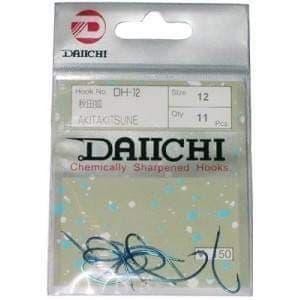 DAIICHI
Hook No. DH-12
秋田狐
AKITAKITSUNE
Size 12
Qty 11 Pcs
DAIICHI
Chemically Sharpened Hooks